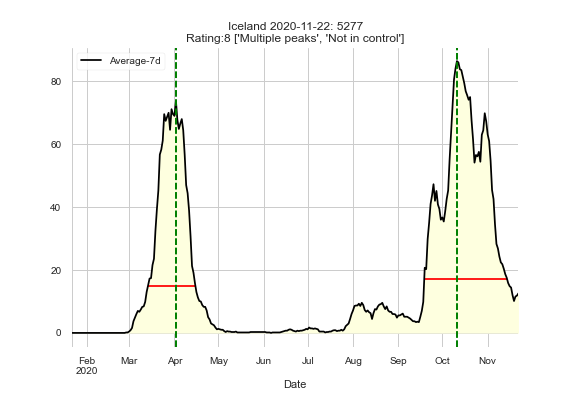 Iceland 2020-11-22: 5277
Rating:8 ['Multiple peaks', 'Not in control']
Average-7d
80
60
40
20
0
Feb Mar Apr May Jun Jul Aug Sep Oct Nov
2020
Date